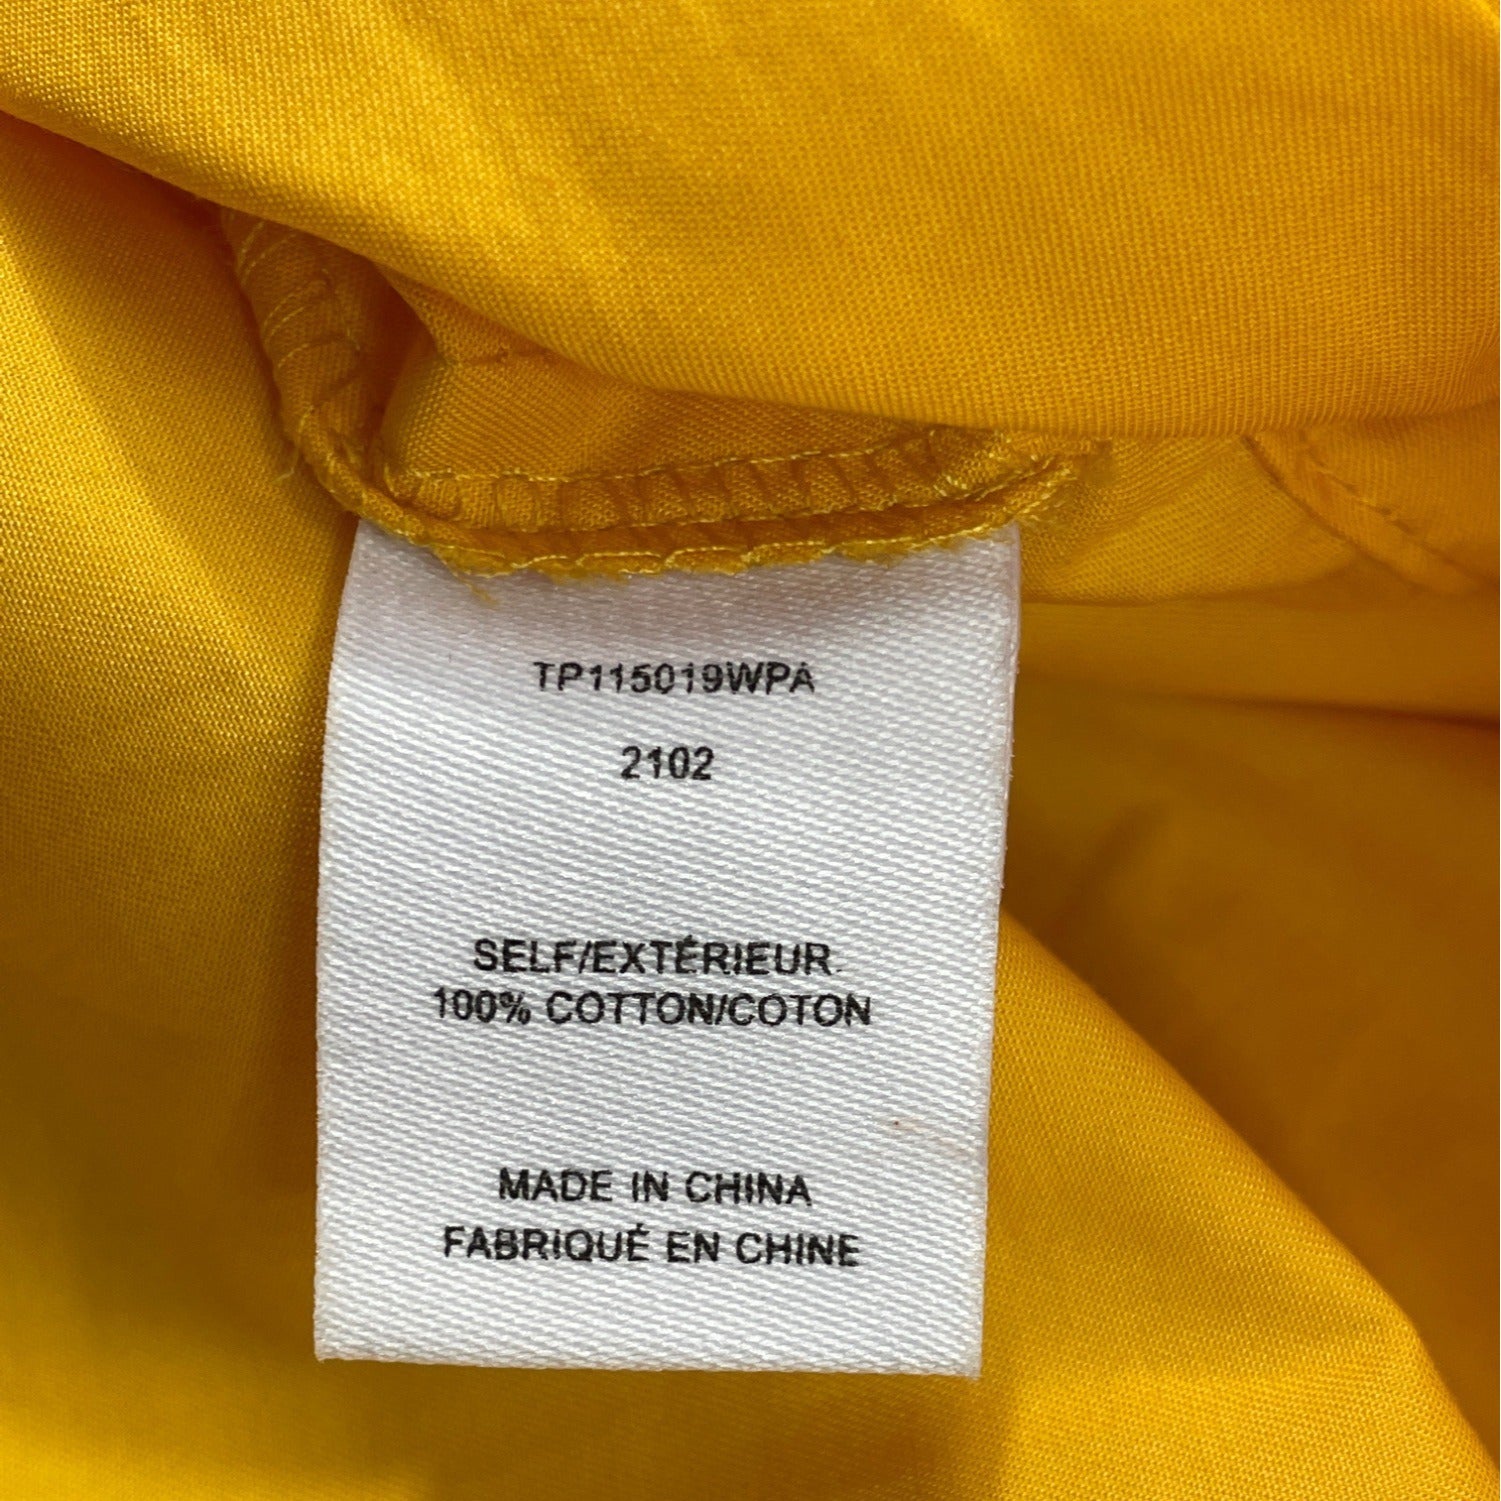 TP115019WPA
2102
SELF/EXTÉRIEUR
100% COTTON/COTON
MADE IN CHINA
FABRIQUÉ EN CHINE